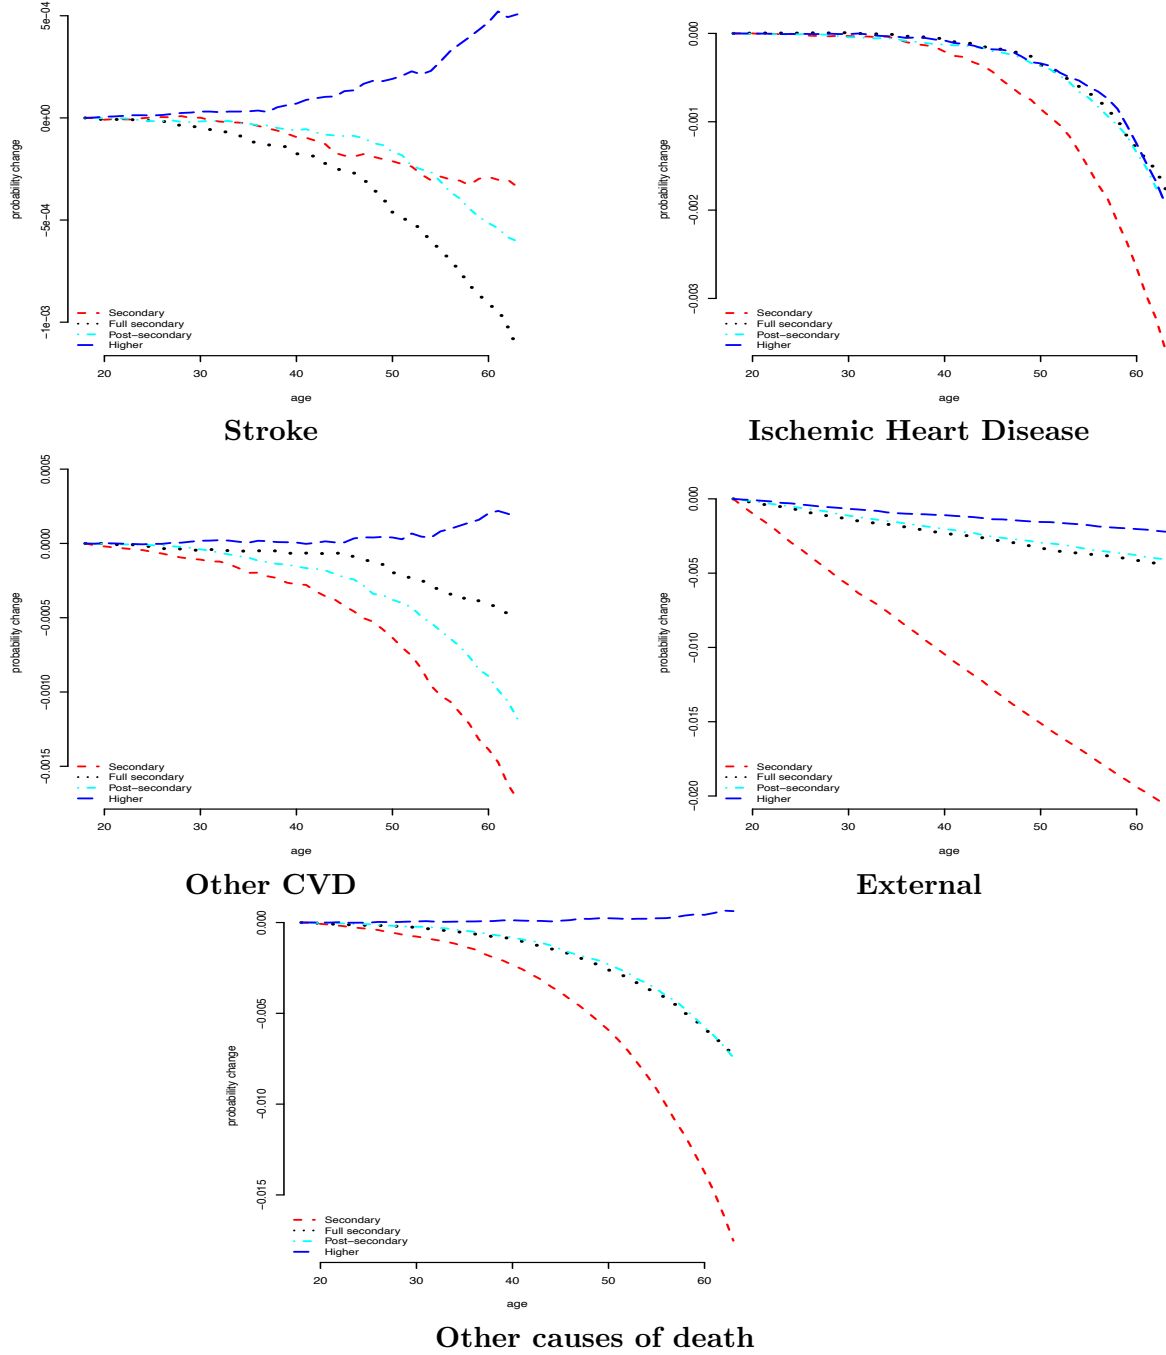 5e−04
0e+00
−5e−04
−1e−03
probability change
Secondary
Full secondary
Post−secondary
Higher
20 30 40 50 60
age
Stroke
0.000
−0.001
−0.002
−0.003
probability change
Secondary
Full secondary
Post−secondary
Higher
20 30 40 50 60
age
Ischemic Heart Disease
0.0005
0.0000
−0.0005
−0.0010
−0.0015
probability change
Secondary
Full secondary
Post−secondary
Higher
20 30 40 50 60
age
Other CVD
0.000
−0.005
−0.010
−0.015
−0.020
probability change
Secondary
Full secondary
Post−secondary
Higher
20 30 40 50 60
age
External
0.000
−0.005
−0.010
−0.015
probability change
Secondary
Full secondary
Post−secondary
Higher
20 30 40 50 60
age
Other causes of death